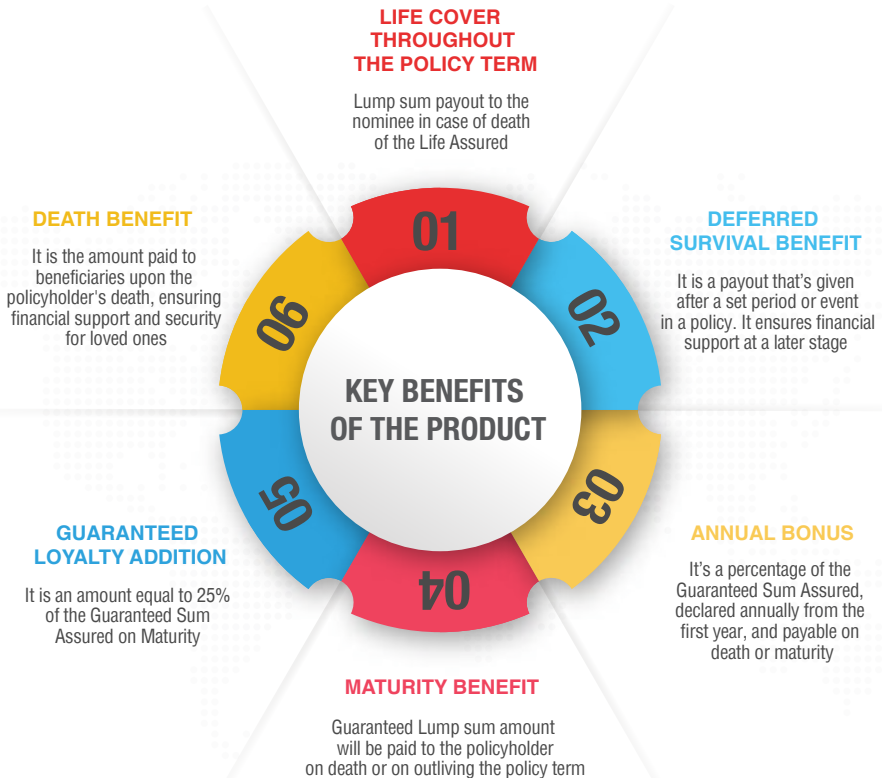 LIFE COVER
THROUGHOUT
THE POLICY TERM
Lump sum payout to the
nominee in case of death
of the Life Assured
01
DEFERRED
SURVIVAL BENEFIT
It is a payout that's given
after a set period or event
in a policy. It ensures financial
support at a later stage
02
ANNUAL BONUS
It's a percentage of the
Guaranteed Sum Assured,
declared annually from the
first year, and payable on
death or maturity
03
MATURITY BENEFIT
Guaranteed Lump sum amount
will be paid to the policyholder
on death or on outliving the policy term
04
GUARANTEED
LOYALTY ADDITION
It is an amount equal to 25%
of the Guaranteed Sum
Assured on Maturity
05
DEATH BENEFIT
It is the amount paid to
beneficiaries upon the
policyholder's death, ensuring
financial support and security
for loved ones
06
KEY BENEFITS
OF THE PRODUCT